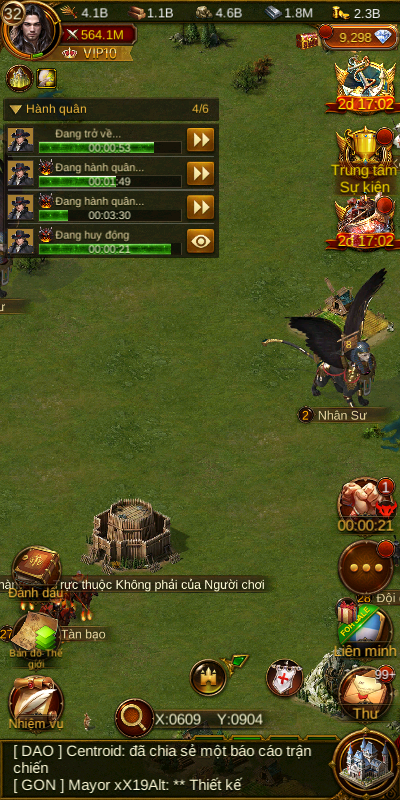 32
4.1B
1.1B
4.6B
1.8M
2.3B
564.1M
9,298
VIP10
2d 17:02
Hành quân
4/6
Đang trở về...
00:00:53
Đang hành quân...
00:01:49
Đang hành quân...
00:03:30
Đang huy động
00:00:21
Trung tâm
Sự kiện
2d 17:02
8
2 Nhân Sư
1
00:00:21
rực thuộc Không phải của Người chơi
Đánh dấu
28 Đội
27
Tàn bạo
FOR SALE
Bản đồ Thế
giới
Liên minh
99+
Nhiệm vụ
Thư
X:0609 Y:0904
[ DAO ] Centroid: đã chia sẻ một báo cáo trận
chiến
[ GON ] Mayor xX19Alt: ** Thiết kế